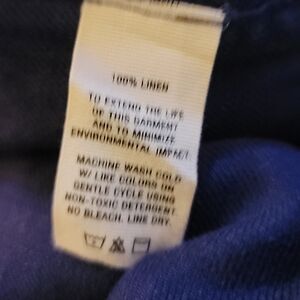 100% LINEN
TO EXTEND THE LIFE
OF THIS GARMENT
AND TO MINIMIZE
ENVIRONMENTAL IMPACT,
MACHINE WASH COLD
W/ LIKE COLORS ON
GENTLE CYCLE USING
NON-TOXIC DETERGENT.
NO BLEACH. LINE DRY.